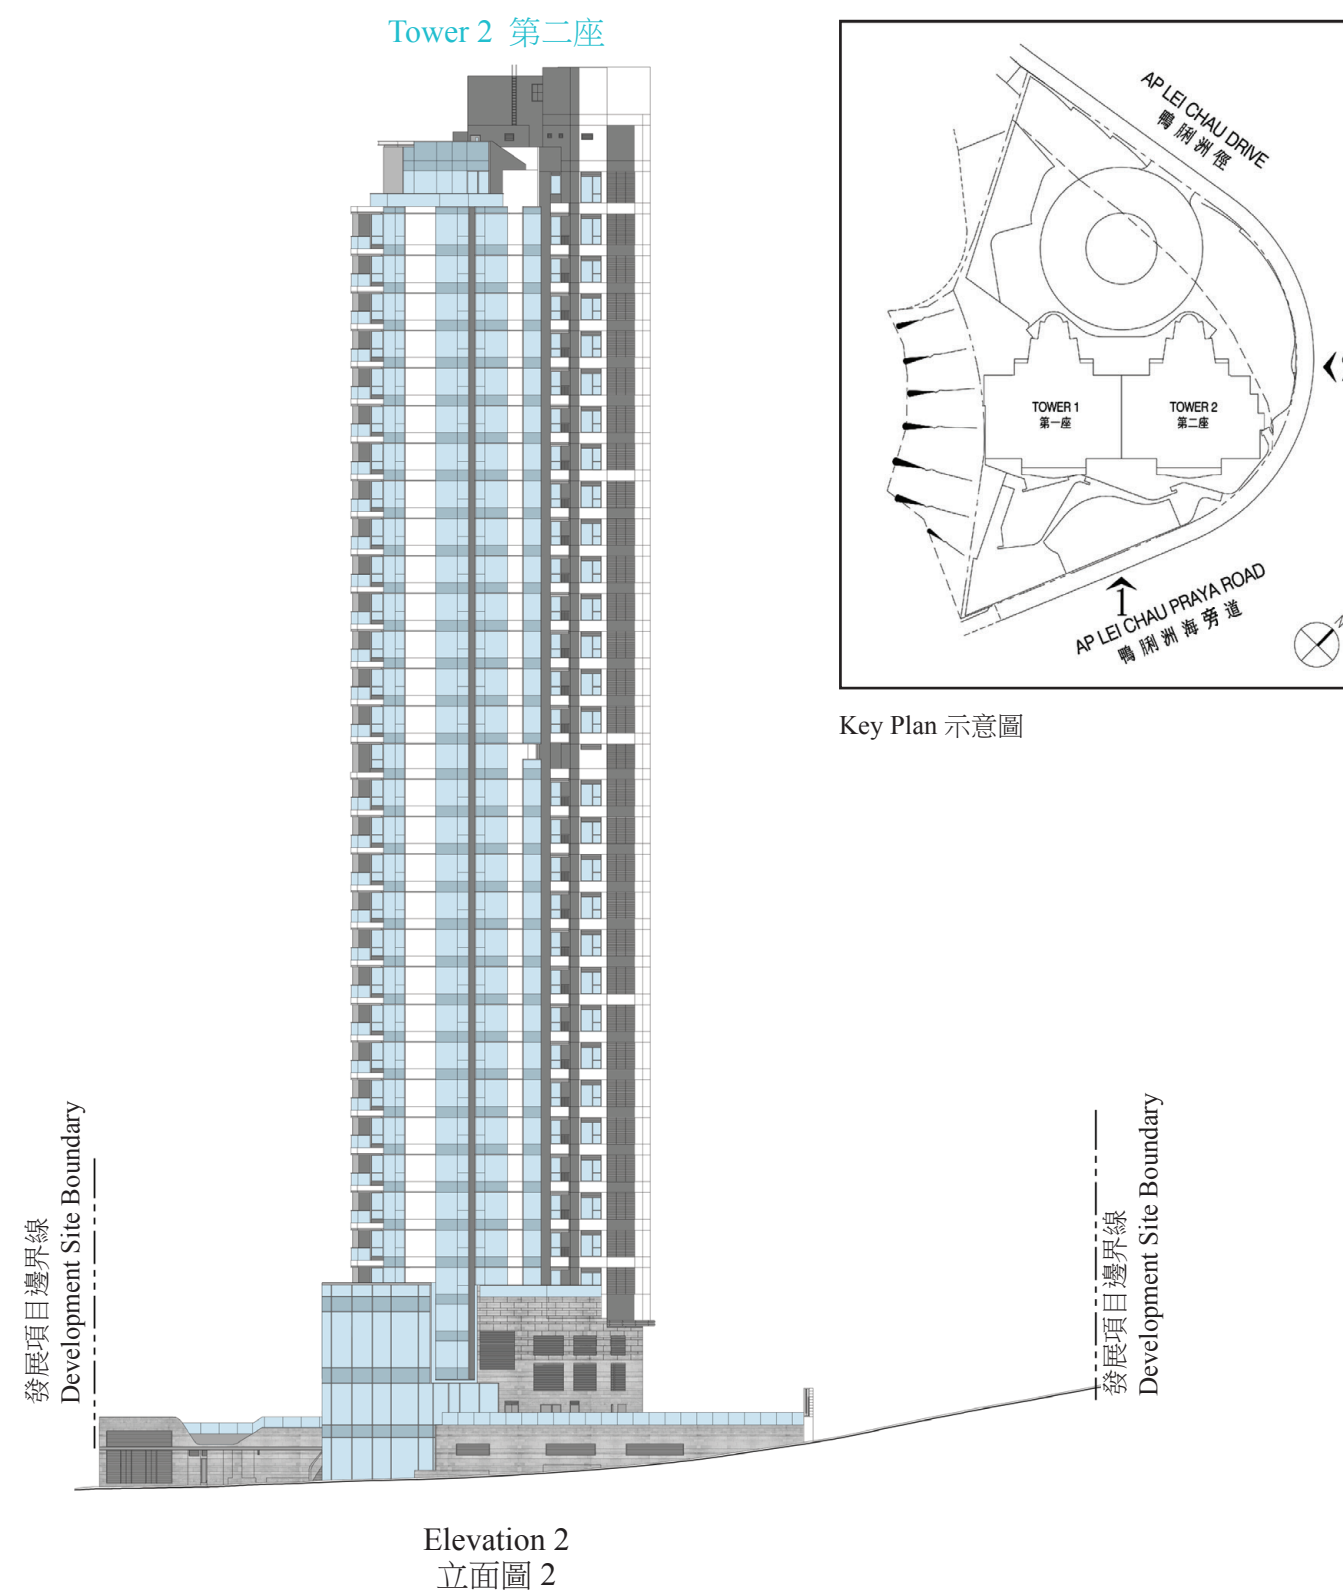 Tower 2 第二座
AP LEI CHAU DRIVE
鴨脷洲徑
TOWER 1
第一座
TOWER 2
第二座
1
AP LEI CHAU PRAYA ROAD
鴨脷洲海旁道
Key Plan 示意圖
發展項目邊界線
Development Site Boundary
發展項目邊界線
Development Site Boundary
Elevation 2
立面圖 2